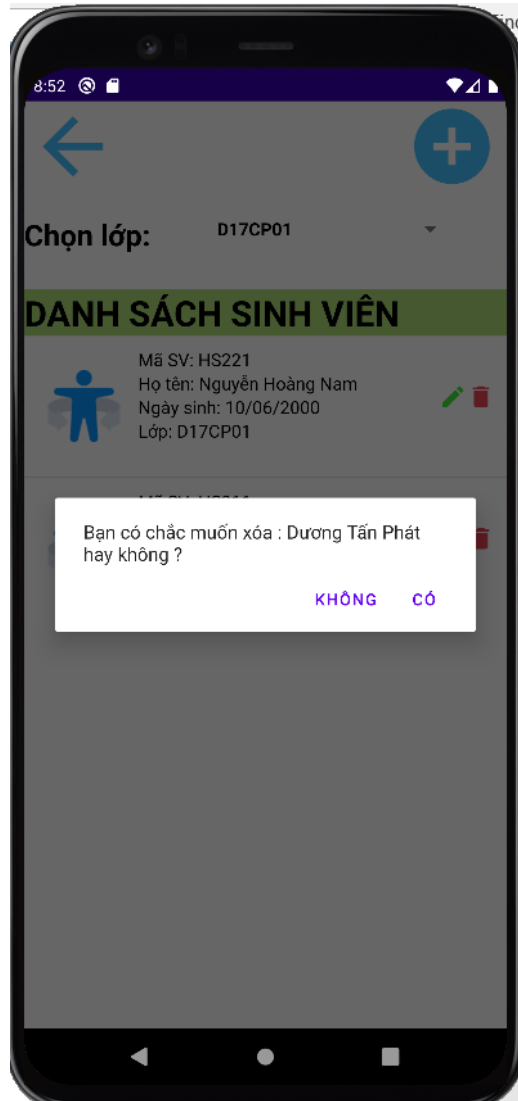 8:52
Chọn lớp:
D17CP01
DANH SÁCH SINH VIÊN
Mã SV: HS221
Họ tên: Nguyễn Hoàng Nam
Ngày sinh: 10/06/2000
Lớp: D17CP01
Bạn có chắc muốn xóa : Dương Tấn Phát
hay không ?
KHÔNG CÓ